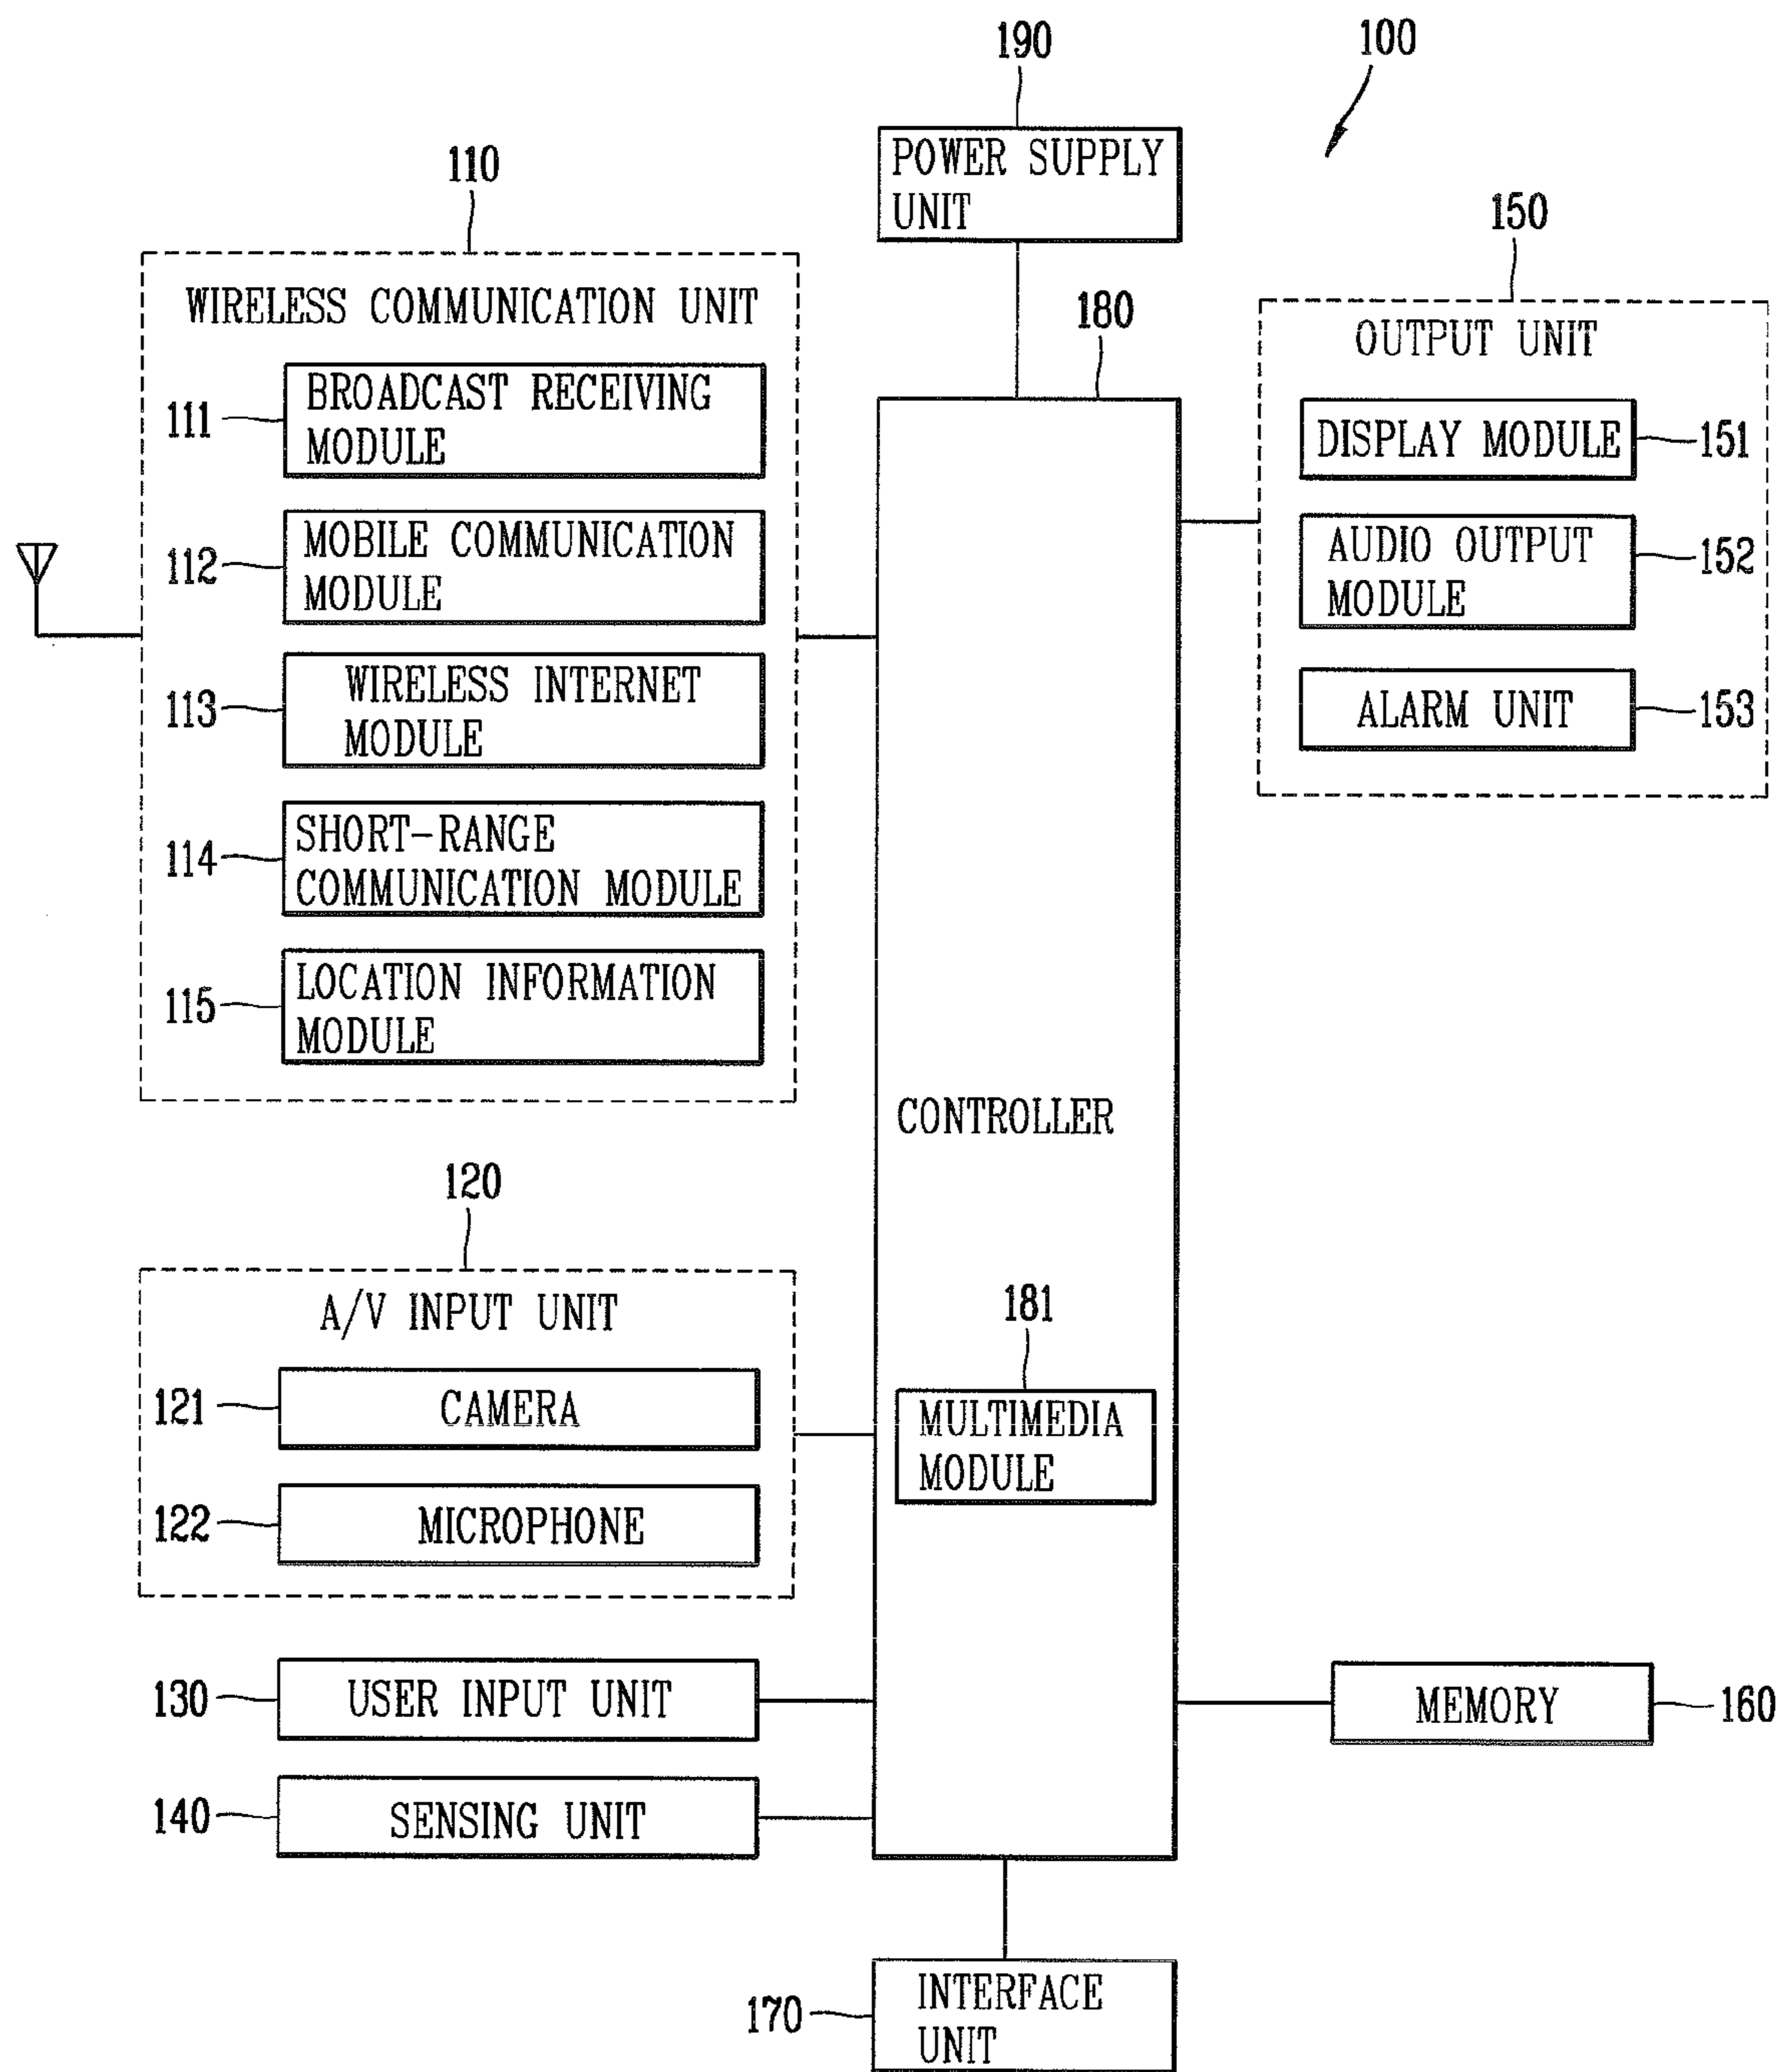 190
100
POWER SUPPLY
UNIT
110
WIRELESS COMMUNICATION UNIT
111
BROADCAST RECEIVING
MODULE
112
MOBILE COMMUNICATION
MODULE
113
WIRELESS INTERNET
MODULE
114
SHORT-RANGE
COMMUNICATION MODULE
115
LOCATION INFORMATION
MODULE
150
OUTPUT UNIT
DISPLAY MODULE
151
AUDIO OUTPUT
MODULE
152
ALARM UNIT
153
180
CONTROLLER
181
MULTIMEDIA
MODULE
120
A/V INPUT UNIT
121
CAMERA
122
MICROPHONE
130
USER INPUT UNIT
140
SENSING UNIT
MEMORY
160
170
INTERFACE
UNIT